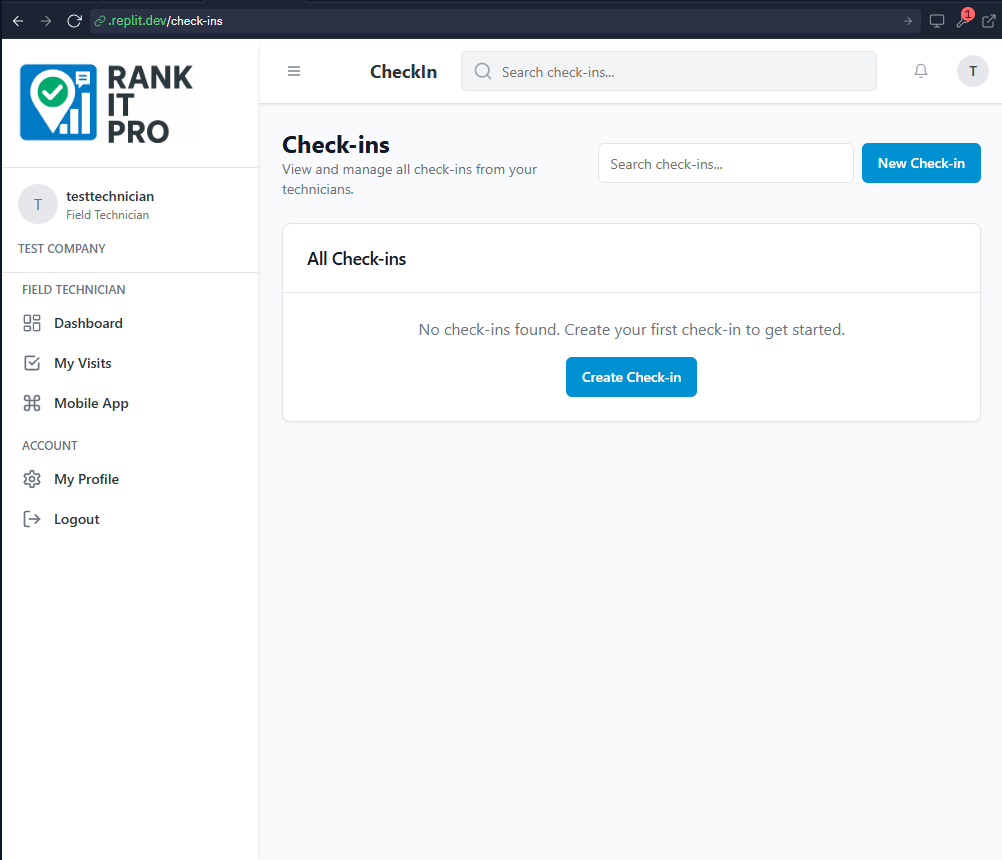 .replit.dev/check-ins
1
RANK
IT
PRO
CheckIn
Search check-ins...
T
T
testtechnician
Field Technician
TEST COMPANY
FIELD TECHNICIAN
Dashboard
My Visits
Mobile App
ACCOUNT
My Profile
Logout
Check-ins
View and manage all check-ins from your
technicians.
Search check-ins...
New Check-in
All Check-ins
No check-ins found. Create your first check-in to get started.
Create Check-in